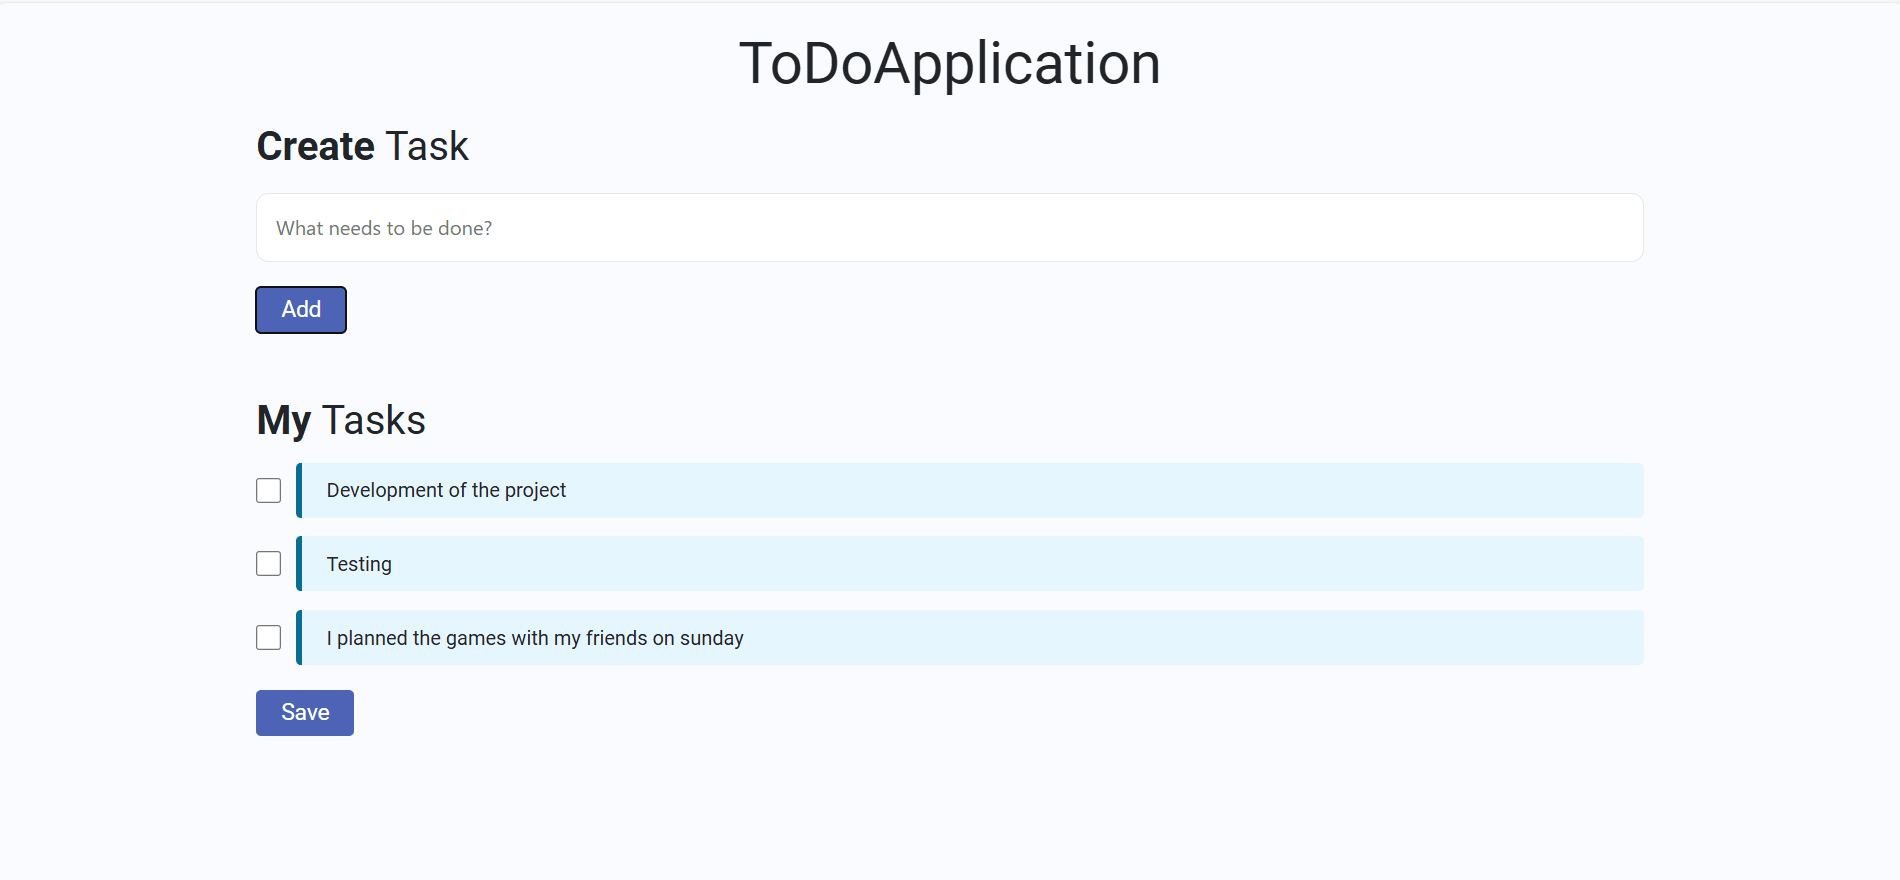 ToDoApplication
Create Task
What needs to be done?
Add
My Tasks
Development of the project
Testing
I planned the games with my friends on sunday
Save